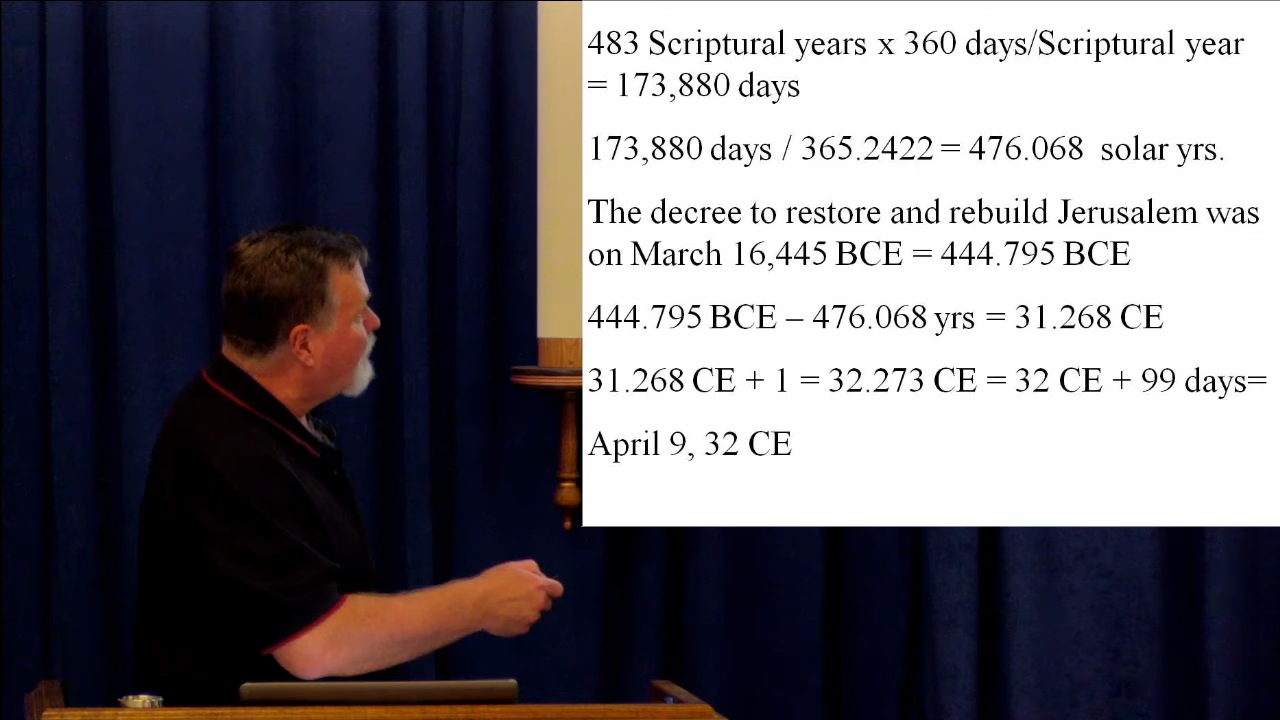 483 Scriptural years x 360 days/Scriptural year
= 173,880 days
173,880 days / 365.2422 = 476.068 solar yrs.
The decree to restore and rebuild Jerusalem was
on March 16,445 BCE = 444.795 BCE
444.795 BCE – 476.068 yrs = 31.268 CE
31.268 CE + 1 = 32.273 CE = 32 CE + 99 days=
April 9, 32 CE